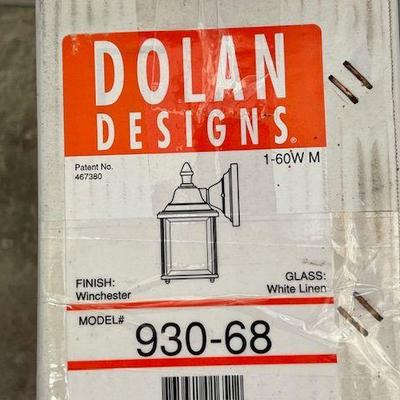 DOLAN
DESIGNS®
1-60W M
Patent No.
467380
FINISH:
Winchester
GLASS:
White Linen
MODEL#
930-68